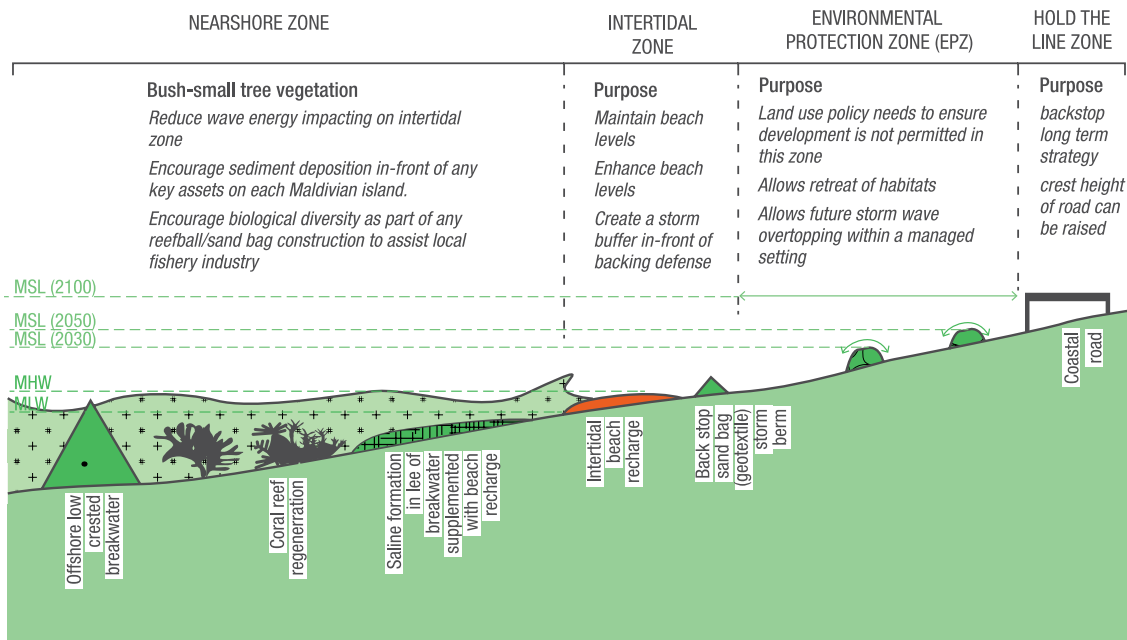 NEARSHORE ZONE
INTERTIDAL
ZONE
ENVIRONMENTAL
PROTECTION ZONE (EPZ)
HOLD THE
LINE ZONE
Bush-small tree vegetation
Reduce wave energy impacting on intertidal
zone
Encourage sediment deposition in-front of any
key assets on each Maldivian island.
Encourage biological diversity as part of any
reefball/sand bag construction to assist local
fishery industry
Purpose
Maintain beach
levels
Enhance beach
levels
Create a storm
buffer in-front of
backing defense
Purpose
Land use policy needs to ensure
development is not permitted in
this zone
Allows retreat of habitats
Allows future storm wave
overtopping within a managed
setting
Purpose
backstop
long term
strategy
crest height
of road can
be raised
MSL (2100)
MSL (2050)
MSL (2030)
MHW
MLW
Offshore low
crested
breakwater
Coral reef
regenerration
Saline formation
in lee of
breakwater
supplemented
with beach
recharge
Intertidal
beach
recharge
Back stop
sand bag
(geotextile)
storm
berm
Coastal
road